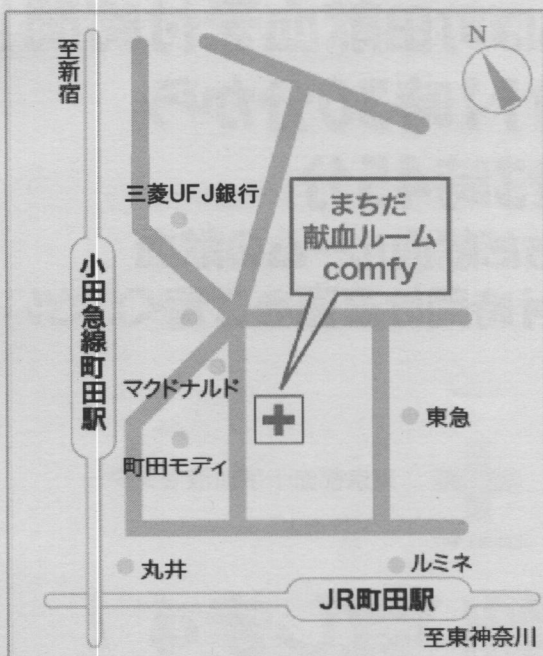 N
至新宿
三菱UFJ銀行
まちだ
献血ルーム
comfy
小田急線町田駅
マクドナルド
東急
町田モディ
丸井
ルミネ
JR町田駅
至東神奈川